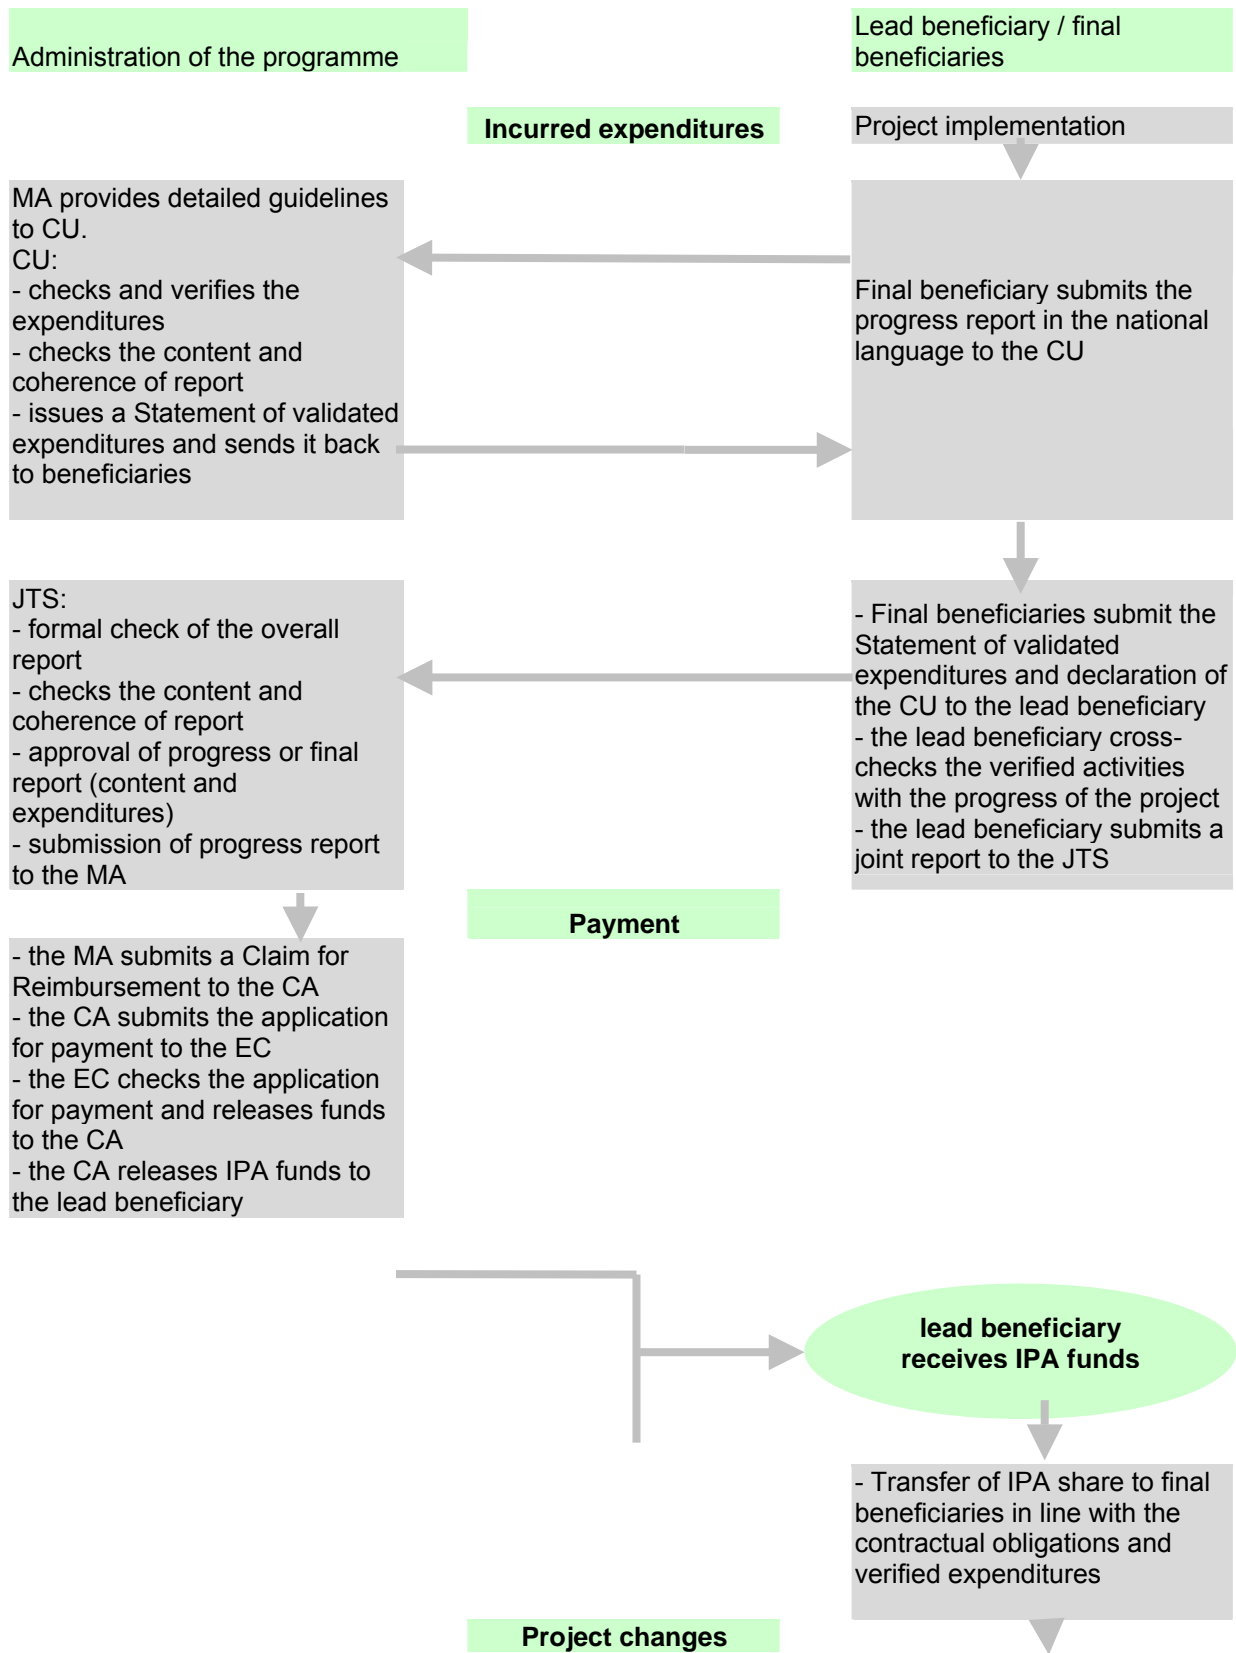 Administration of the programme
Lead beneficiary / final
beneficiaries
Incurred expenditures
Project implementation
MA provides detailed guidelines
to CU.
CU:
- checks and verifies the
expenditures
- checks the content and
coherence of report
- issues a Statement of validated
expenditures and sends it back
to beneficiaries
Final beneficiary submits the
progress report in the national
language to the CU
JTS:
- formal check of the overall
report
- checks the content and
coherence of report
- approval of progress or final
report (content and
expenditures)
- submission of progress report
to the MA
- Final beneficiaries submit the
Statement of validated
expenditures and declaration of
the CU to the lead beneficiary
- the lead beneficiary cross-
checks the verified activities
with the progress of the project
- the lead beneficiary submits a
joint report to the JTS
Payment
- the MA submits a Claim for
Reimbursement to the CA
- the CA submits the application
for payment to the EC
- the EC checks the application
for payment and releases funds
to the CA
- the CA releases IPA funds to
the lead beneficiary
lead beneficiary
receives IPA funds
- Transfer of IPA share to final
beneficiaries in line with the
contractual obligations and
verified expenditures
Project changes